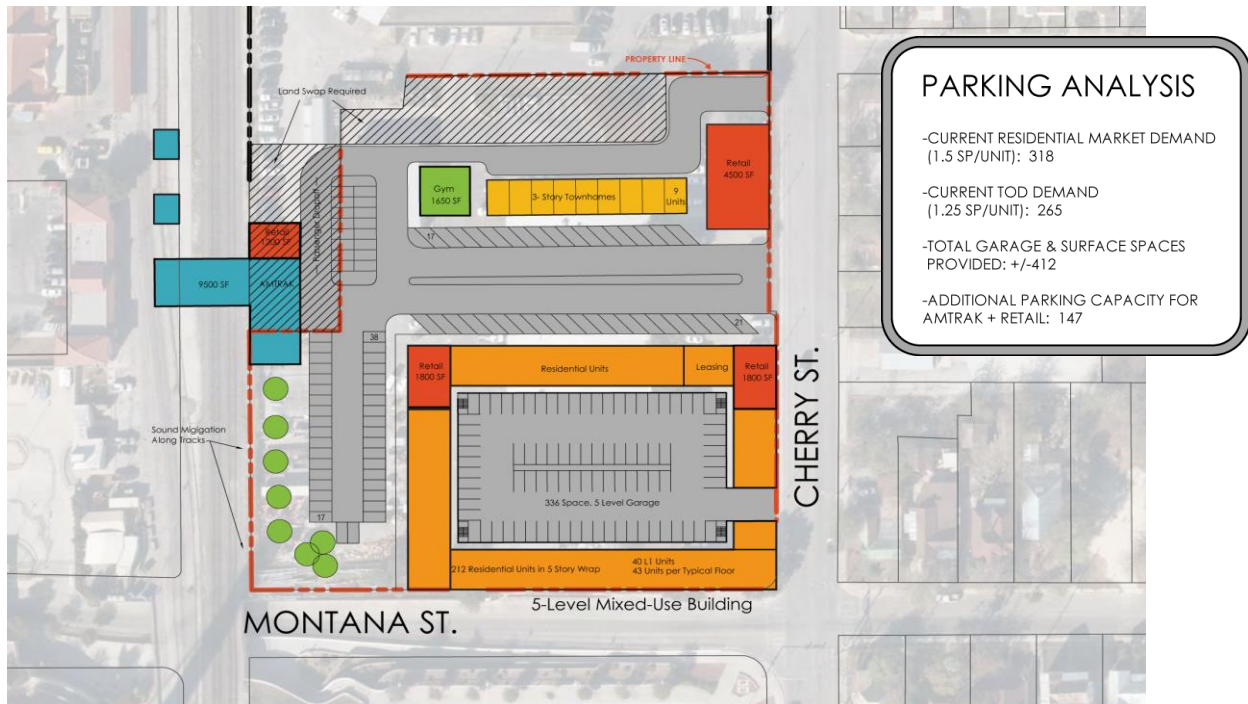 PROPERTY LINE
Land Swap Required
Passenger Dropoff
Gym
1650 SF
3- Story Townhomes
9
Units
Retail
4500 SF
17
Retail
1200 SF
9500 SF
AMTRAK
38
21
Retail
1800 SF
Residential Units
Leasing
Retail
1800 SF
Sound Migigation
Along Tracks
17
336 Space, 5 Level Garage
212 Residential Units in 5 Story Wrap
40 L1 Units
43 Units per Typical Floor
5-Level Mixed-Use Building
MONTANA ST.
CHERRY ST.
PARKING ANALYSIS
-CURRENT RESIDENTIAL MARKET DEMAND
(1.5 SP/UNIT): 318
-CURRENT TOD DEMAND
(1.25 SP/UNIT): 265
-TOTAL GARAGE & SURFACE SPACES
PROVIDED: +/-412
-ADDITIONAL PARKING CAPACITY FOR
AMTRAK + RETAIL: 147